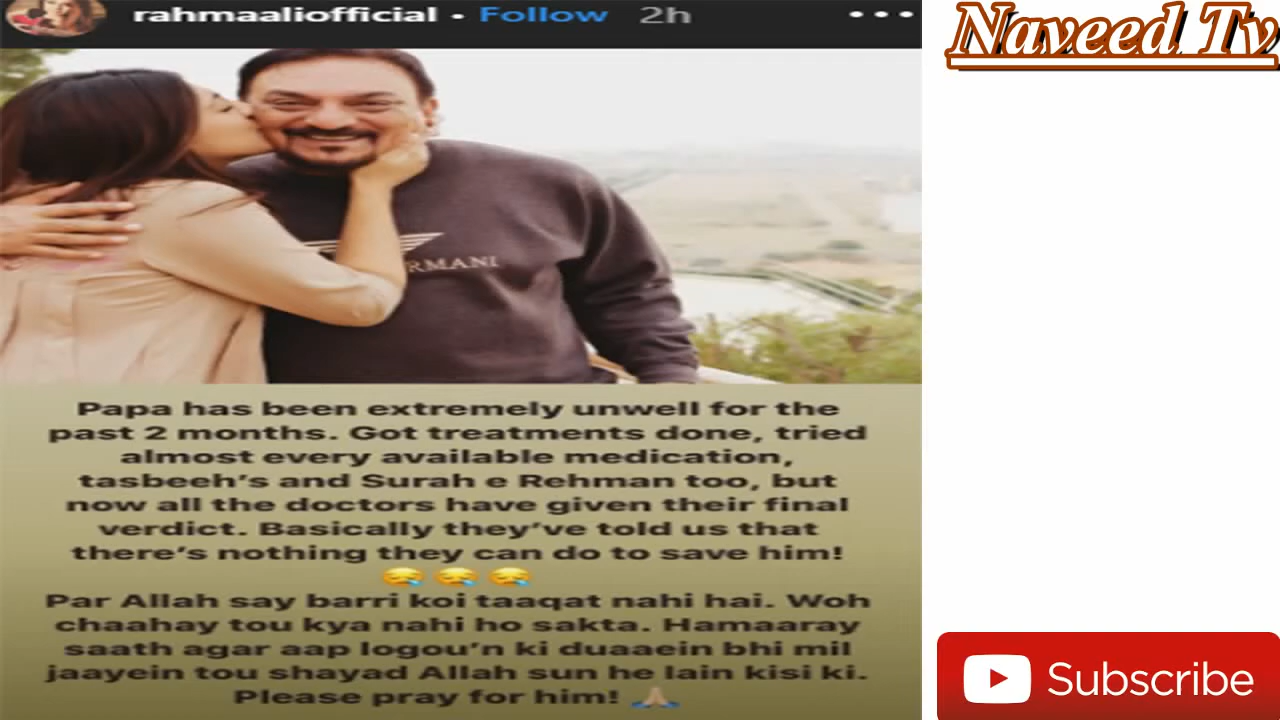 rahmaaliofficial • Follow 2h
Naveed Tv
RMANI
Papa has been extremely unwell for the
past 2 months. Got treatments done, tried
almost every available medication,
tasbeeh's and Surah e Rehman too, but
now all the doctors have given their final
verdict. Basically they've told us that
there's nothing they can do to save him!
😪 😪 😪
Par Allah say barri koi taaqat nahi hai. Woh
chaahay tou kya nahi ho sakta. Hamaaray
saath agar aap logou'n ki duaaein bhi mil
jaayein tou shayad Allah sun he lain kisi ki.
Please pray for him! 🙏🏼
Subscribe